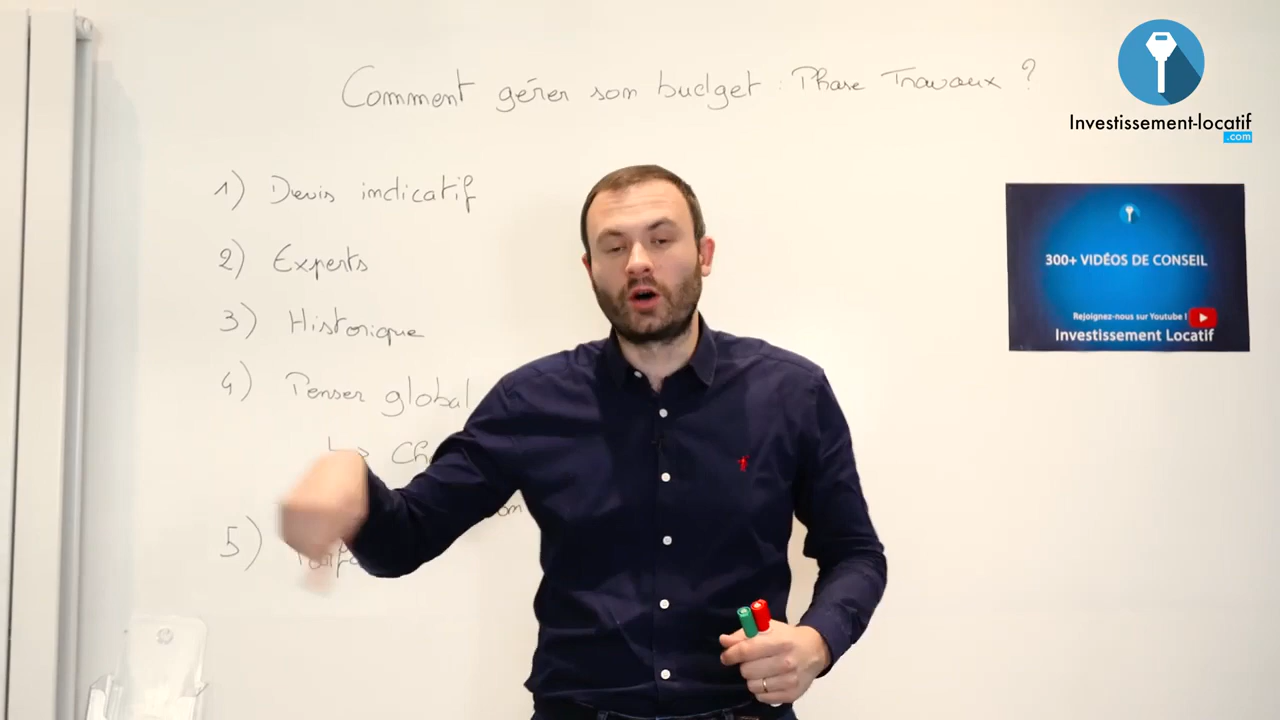 Comment gérer son budget : Phase Travaux ?
1) Devis indicatif
2) Experts
3) Historique
4) Penser global
↳ Ch
5)
Investissement-locatif
.com
300+ VIDÉOS DE CONSEIL
Rejoignez-nous sur Youtube !
Investissement Locatif